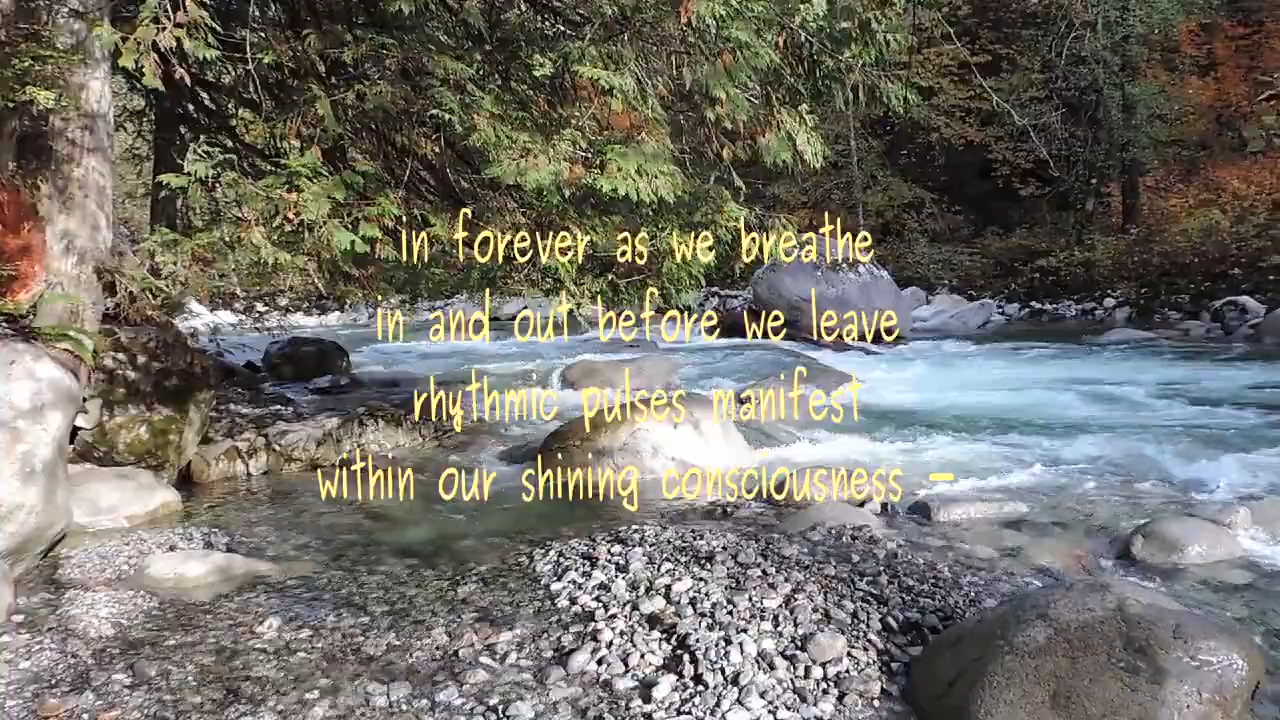 in forever as we breathe
in and out before we leave
rhythmic pulses manifest
within our shining consciousness -